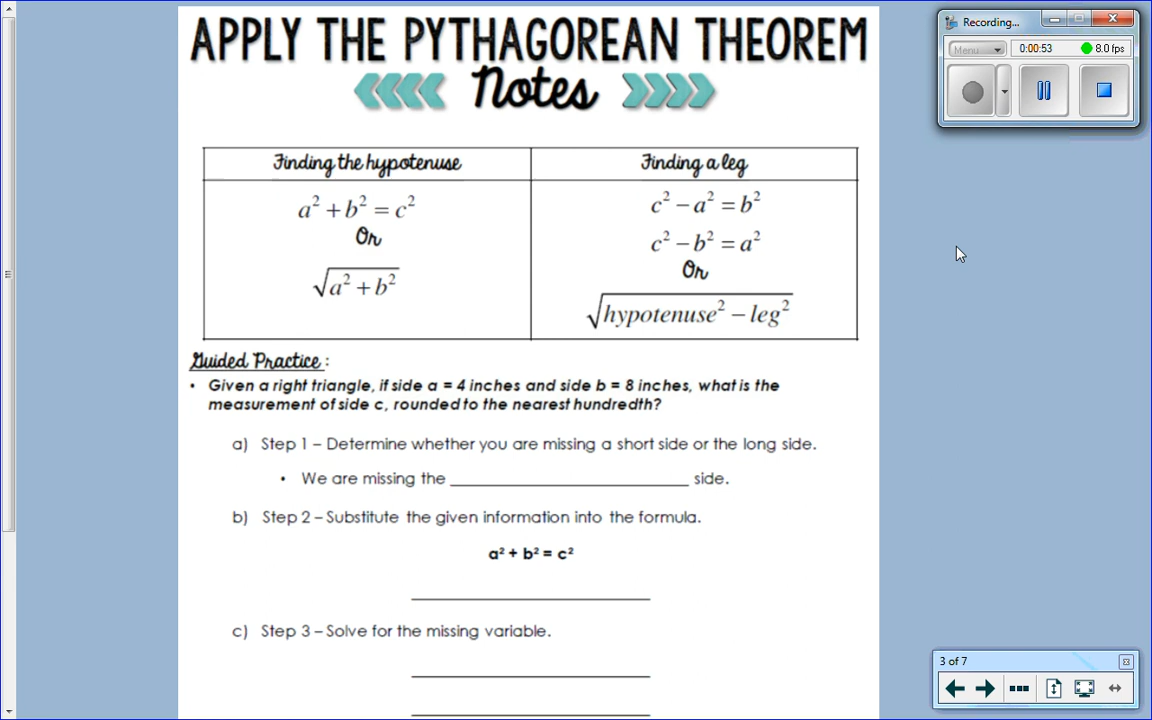 APPLY THE PYTHAGOREAN THEOREM
Notes
Finding the hypotenuse
a² + b² = c²
Or
√a² + b²
Finding a leg
c² − a² = b²
c² − b² = a²
Or
√hypotenuse² − leg²
Guided Practice :
• Given a right triangle, if side a = 4 inches and side b = 8 inches, what is the
measurement of side c, rounded to the nearest hundredth?
a) Step 1 – Determine whether you are missing a short side or the long side.
• We are missing the ______________________ side.
b) Step 2 – Substitute the given information into the formula.
a² + b² = c²
c) Step 3 – Solve for the missing variable.
Recording...
Menu
0:00:53
8.0 fps
3 of 7